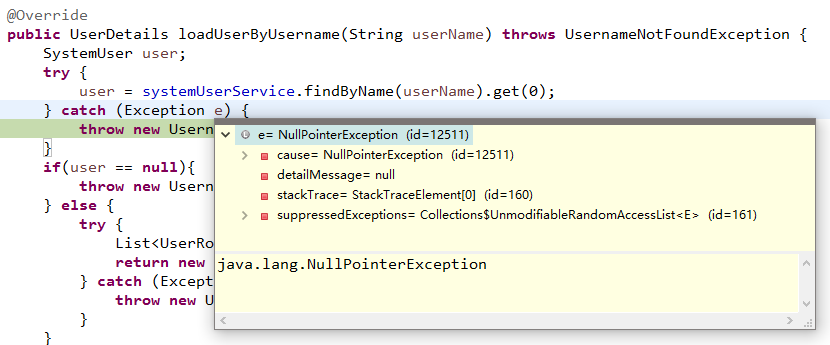 @Override
public UserDetails loadUserByUsername(String userName) throws UsernameNotFoundException {
SystemUser user;
try {
user = systemUserService.findByName(userName).get(0);
} catch (Exception e) {
throw new Usern
e= NullPointerException (id=12511)
}
cause= NullPointerException (id=12511)
if(user == null){
detailMessage= null
throw new Usern
stackTrace= StackTraceElement[0] (id=160)
} else {
suppressedExceptions= Collections$UnmodifiableRandomAccessList<E> (id=161)
try {
List<UserRo
java.lang.NullPointerException
return new
} catch (Except
throw new U
}
}